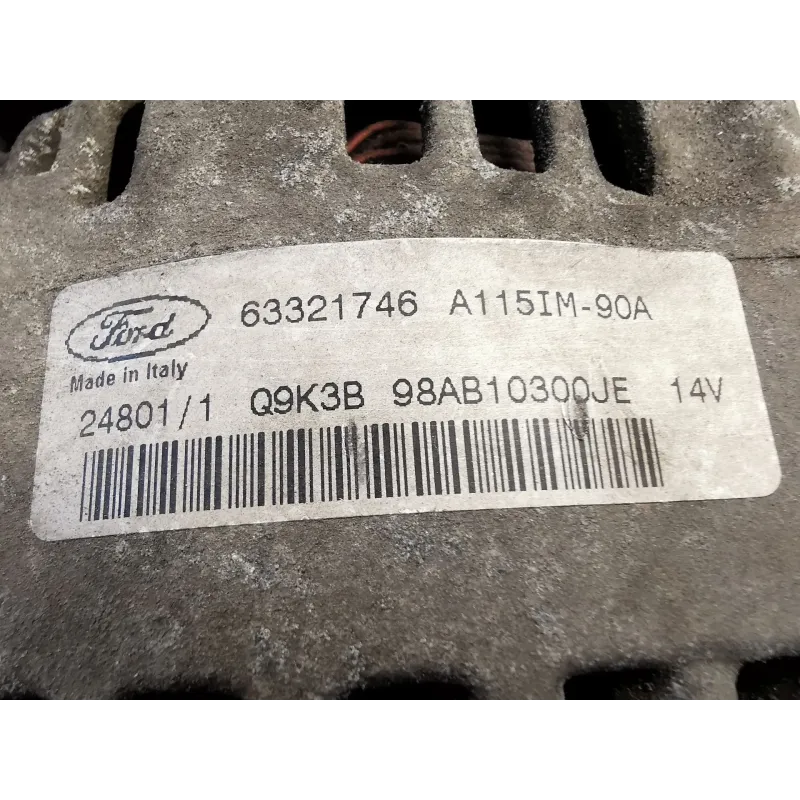 Ford 63321746 A115IM-90A
Made in Italy
24801/1 Q9K3B 98AB10300JE 14V